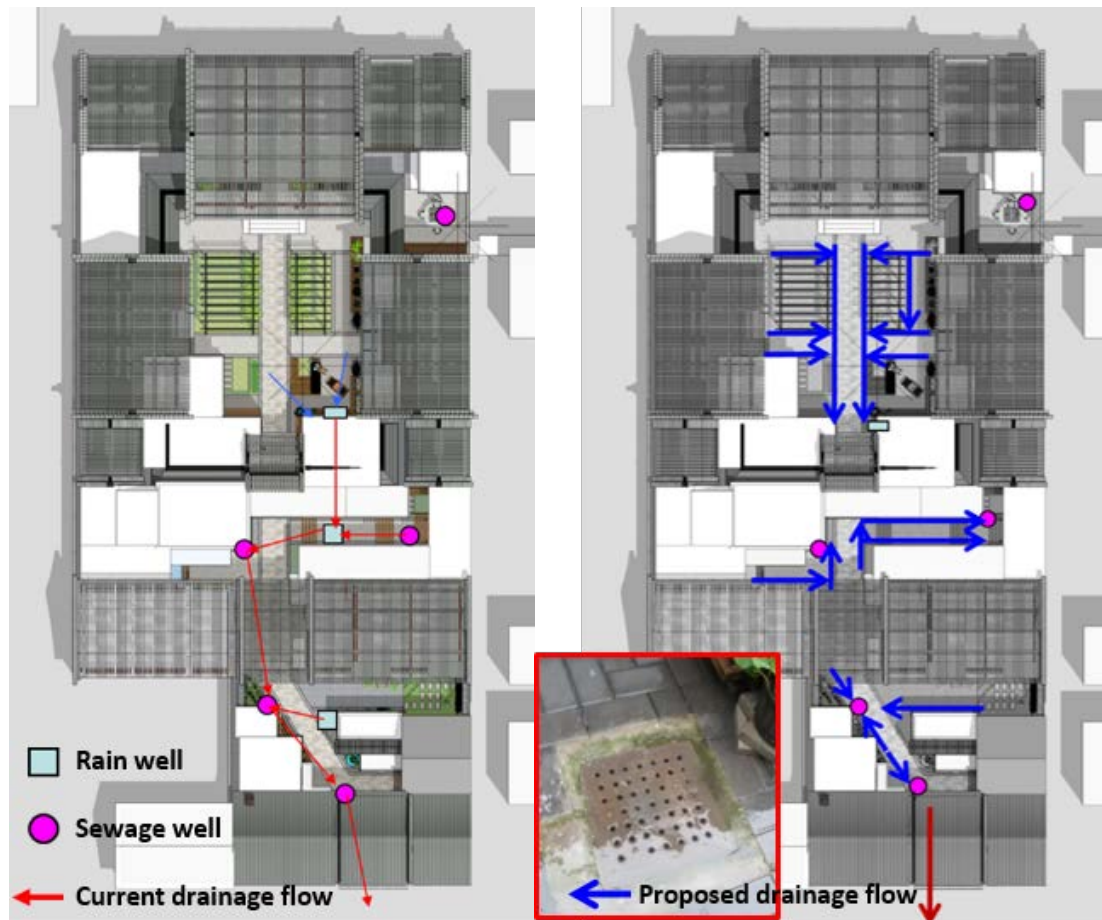 Rain well
Sewage well
Current drainage flow
Proposed drainage flow